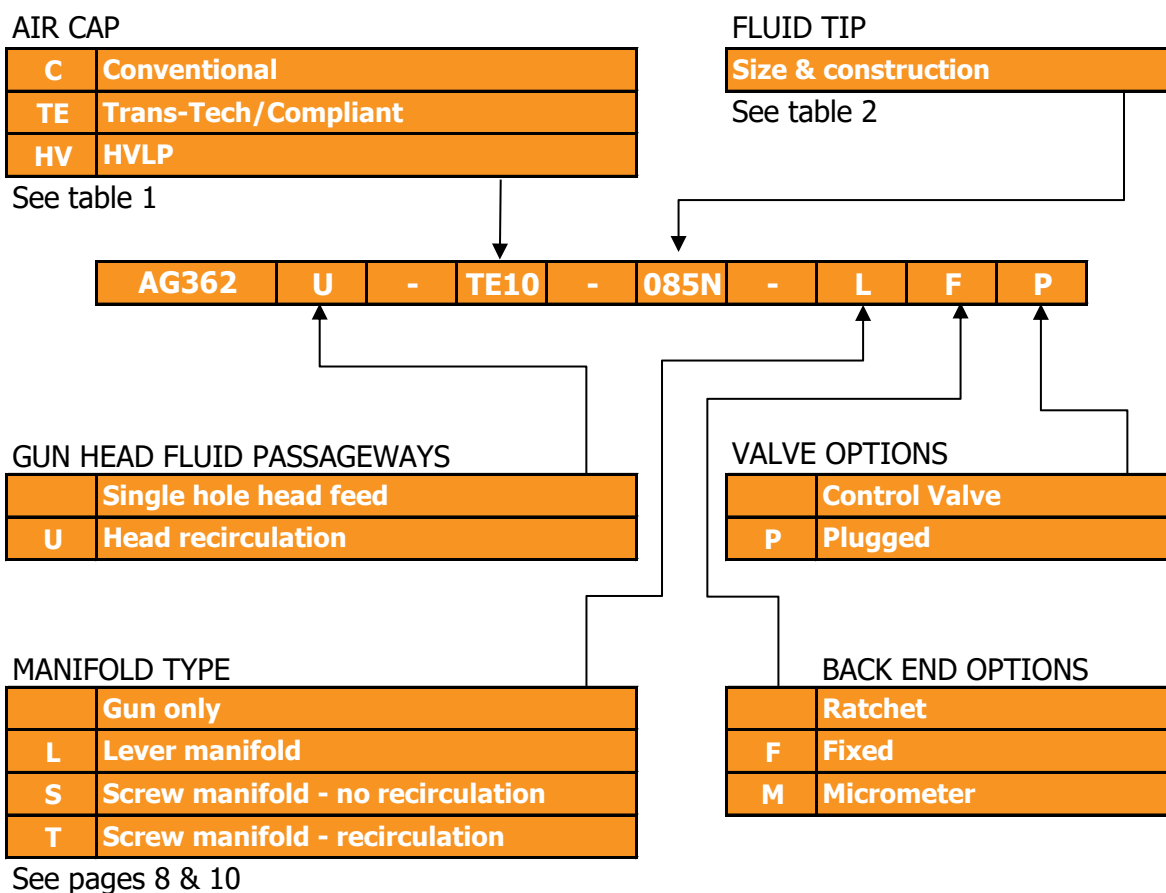 AIR CAP
C Conventional
TE Trans-Tech/Compliant
HV HVLP
See table 1
FLUID TIP
Size & construction
See table 2
AG362 U - TE10 - 085N - L F P
GUN HEAD FLUID PASSAGEWAYS
Single hole head feed
U Head recirculation
VALVE OPTIONS
Control Valve
P Plugged
MANIFOLD TYPE
Gun only
L Lever manifold
S Screw manifold - no recirculation
T Screw manifold - recirculation
See pages 8 & 10
BACK END OPTIONS
Ratchet
F Fixed
M Micrometer